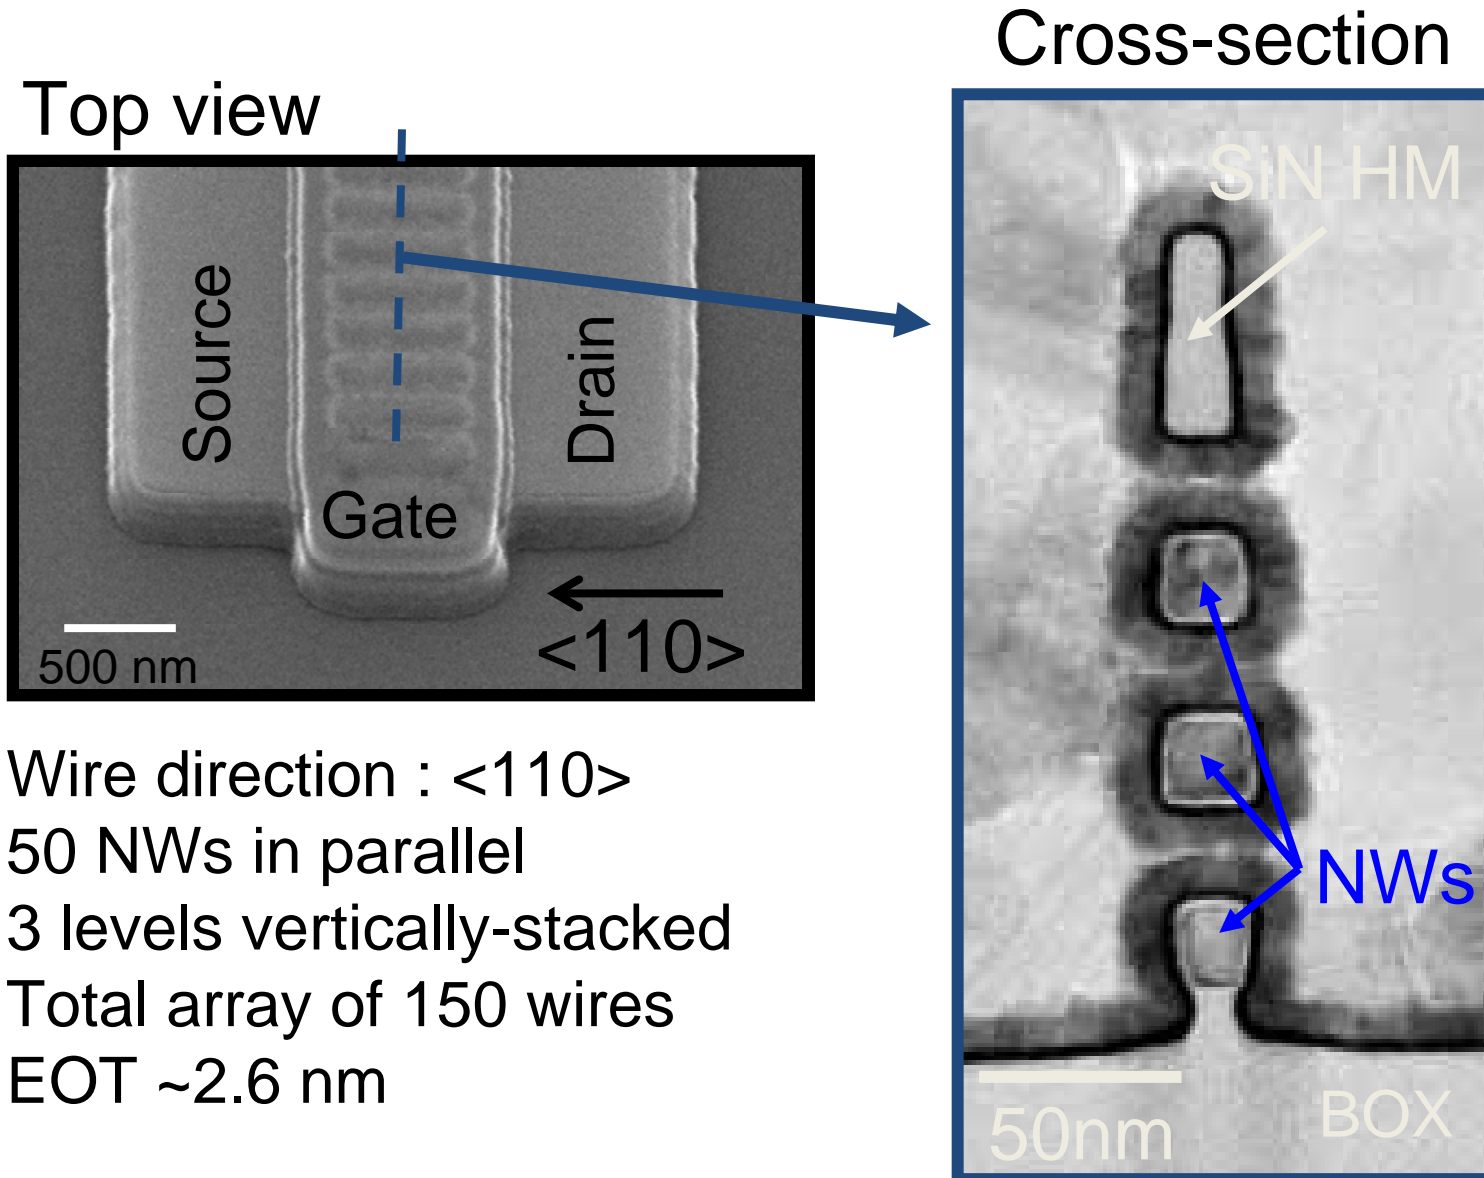 Cross-section
Top view
SiN HM
Source
Drain
Gate
<110>
500 nm
NWs
BOX
50nm
Wire direction : <110>
50 NWs in parallel
3 levels vertically-stacked
Total array of 150 wires
EOT ~2.6 nm